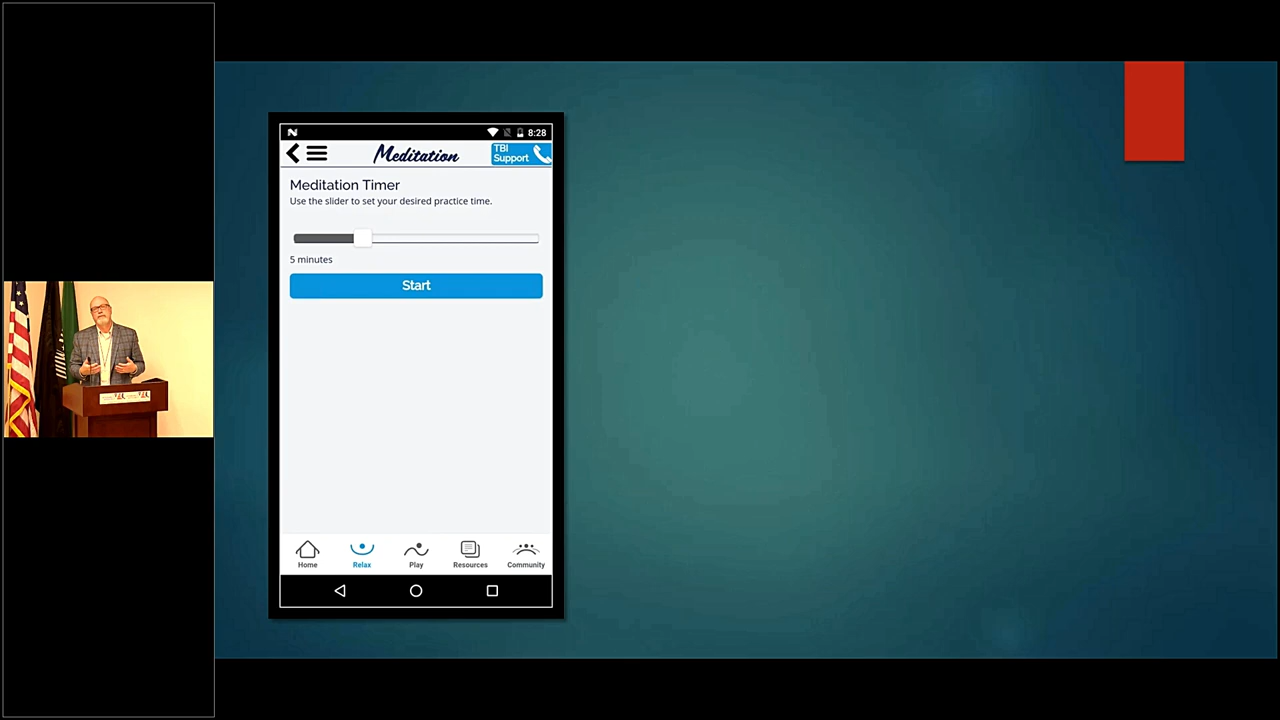 8:28
Meditation
TBI
Support
Meditation Timer
Use the slider to set your desired practice time.
5 minutes
Start
Home
Relax
Play
Resources
Community